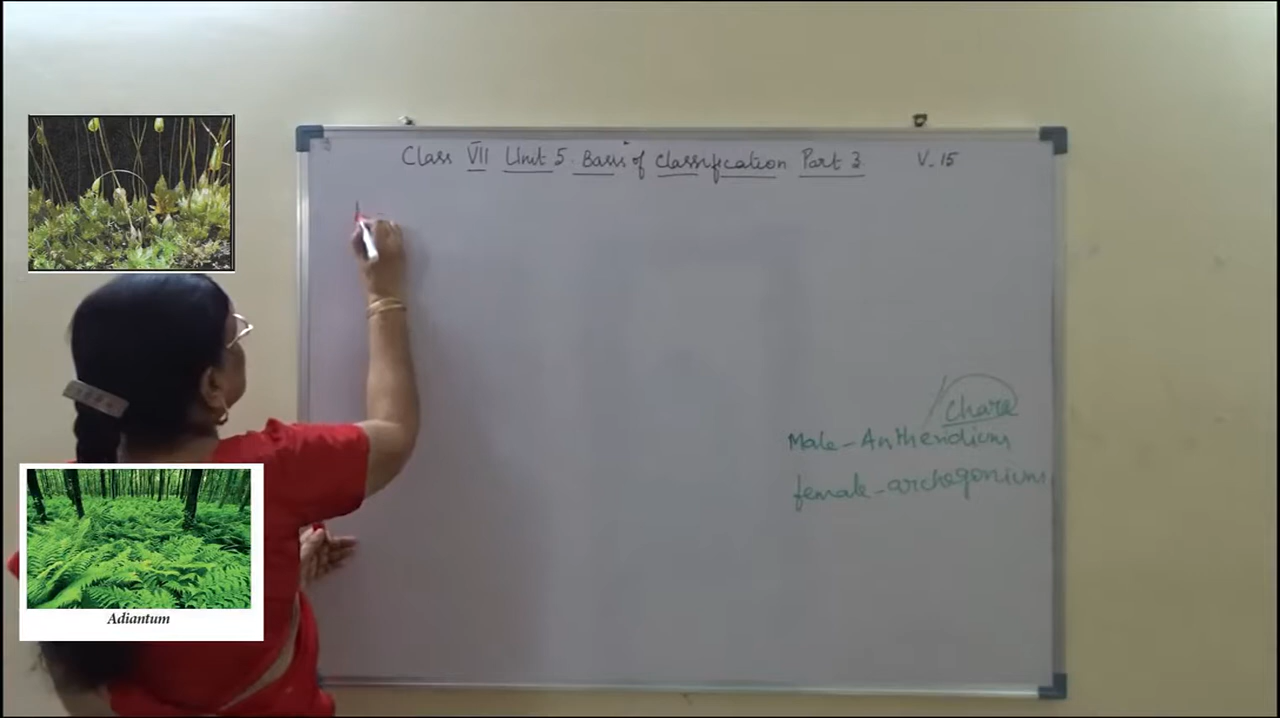 Class VII Unit 5. Basis of Classification Part 3 V. 15
Chara
Male - Antheridium
female - archegonium
Adiantum